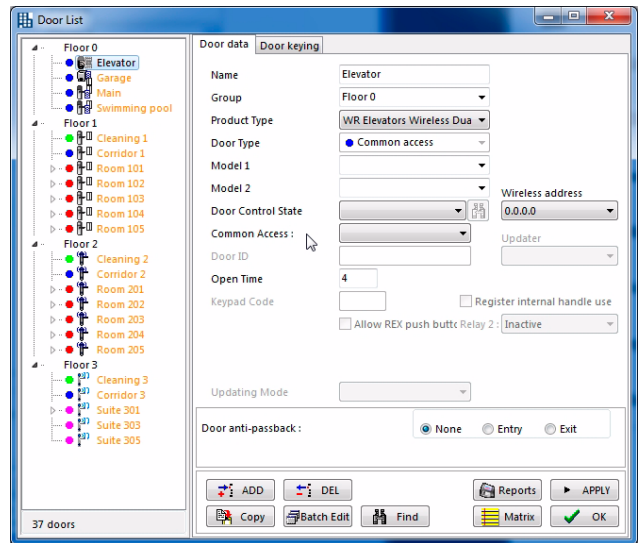 Door List
Floor 0
Elevator
Garage
Main
Swimming pool
Floor 1
Cleaning 1
Corridor 1
Room 101
Room 102
Room 103
Room 104
Room 105
Floor 2
Cleaning 2
Corridor 2
Room 201
Room 202
Room 203
Room 204
Room 205
Floor 3
Cleaning 3
Corridor 3
Suite 301
Suite 303
Suite 305
37 doors
Door data Door keying
Name Elevator
Group Floor 0
Product Type WR Elevators Wireless Dua
Door Type Common access
Model 1
Model 2
Wireless address
Door Control State 0.0.0.0
Common Access :
Updater
Door ID
Open Time 4
Keypad Code Register internal handle use
Allow REX push buttc Relay 2 : Inactive
Updating Mode
Door anti-passback : None Entry Exit
ADD DEL Reports APPLY
Copy Batch Edit Find Matrix OK